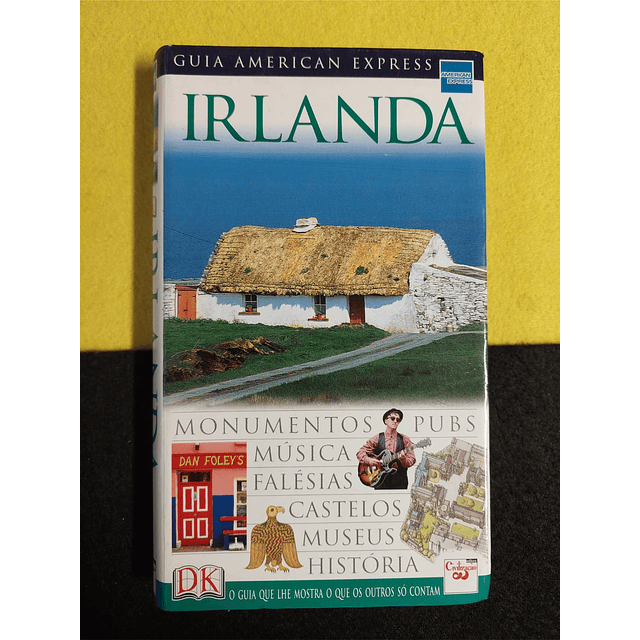 GUIA AMERICAN EXPRESS
AMERICAN
EXPRESS
IRLANDA
MONUMENTOS PUBS
DAN FOLEY'S
MÚSICA
FALÉSIAS
CASTELOS
MUSEUS
HISTÓRIA
DK
O GUIA QUE LHE MOSTRA O QUE OS OUTROS SÓ CONTAM
Civilização